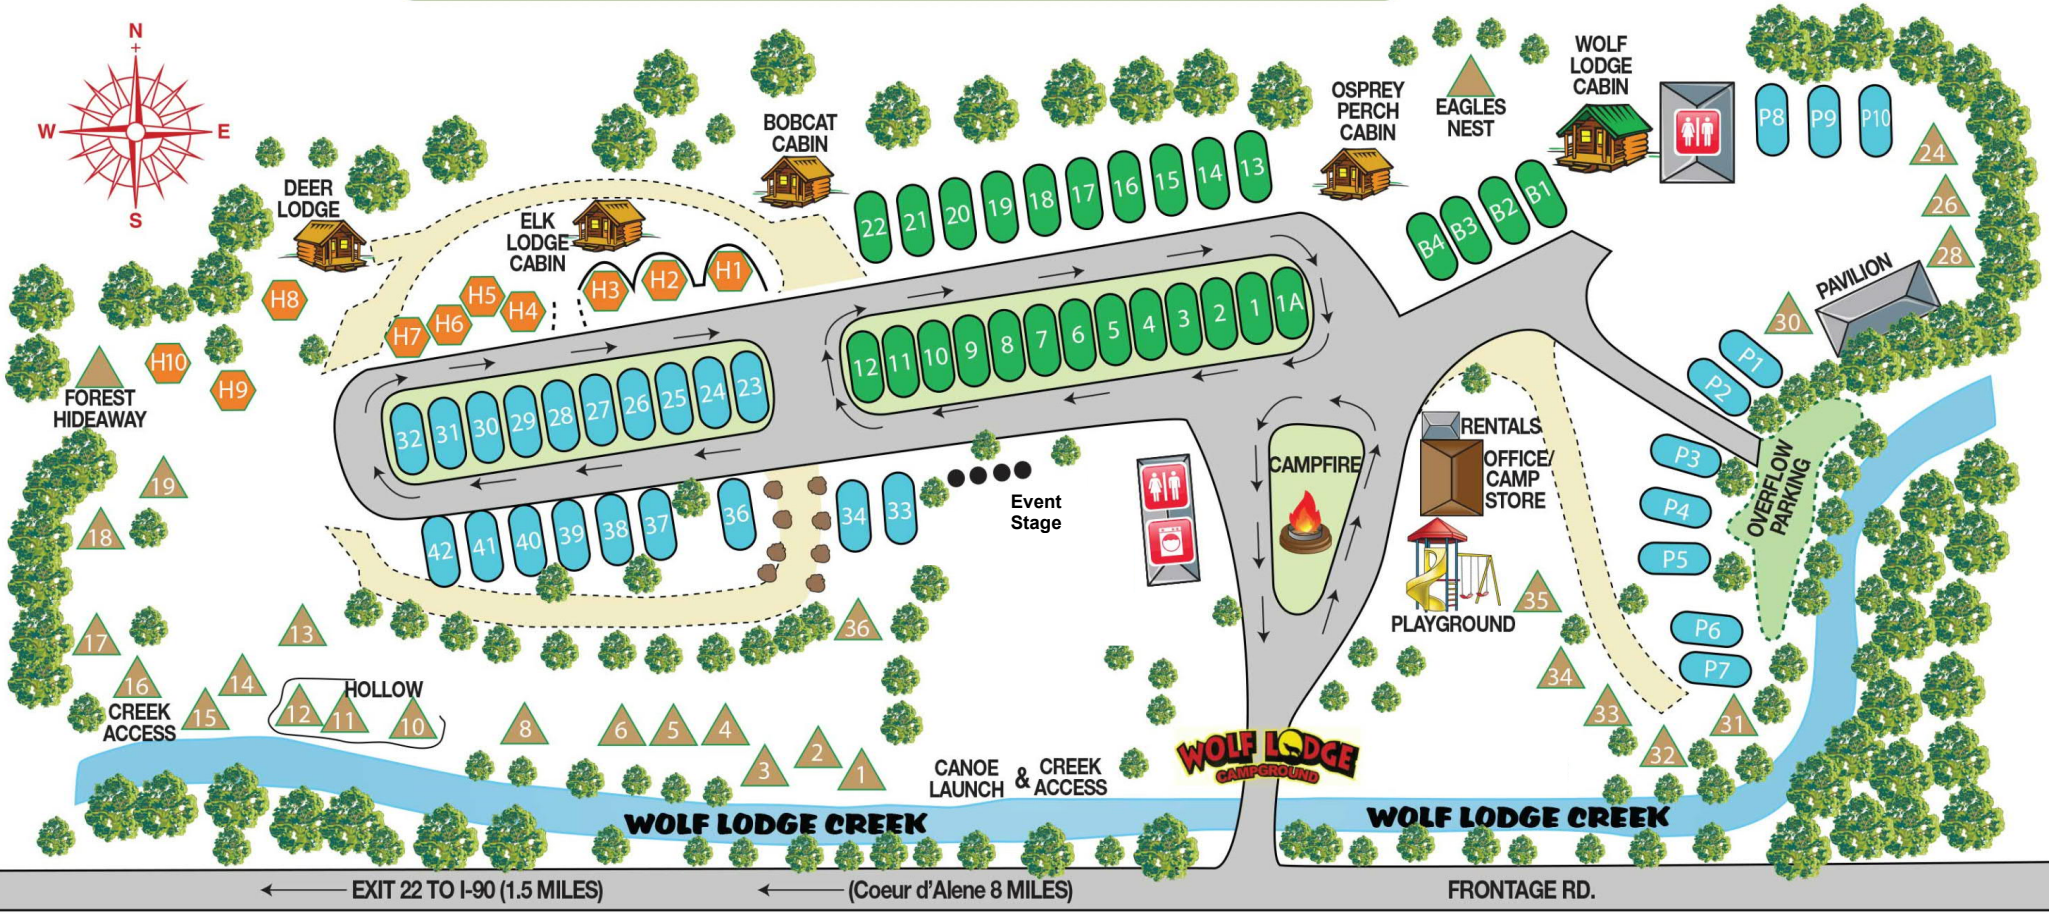 N
W
E
S
DEER
LODGE
ELK
LODGE
CABIN
BOBCAT
CABIN
OSPREY
PERCH
CABIN
EAGLES
NEST
WOLF
LODGE
CABIN
P8
P9
P10
24
26
28
30
PAVILION
22
21
20
19
18
17
16
15
14
13
B4
B3
B2
B1
H8
H7
H6
H5
H4
H3
H2
H1
H10
H9
FOREST
HIDEAWAY
12
11
10
9
8
7
6
5
4
3
2
1
1A
32
31
30
29
28
27
26
25
24
23
P1
P2
P3
P4
P5
P6
P7
OVERFLOW
PARKING
RENTALS
OFFICE/
CAMP
STORE
PLAYGROUND
CAMPFIRE
Event
Stage
42
41
40
39
38
37
36
34
33
19
18
17
16
15
14
13
CREEK
ACCESS
HOLLOW
12
11
10
8
6
5
4
3
2
1
36
35
34
33
32
31
CANOE
LAUNCH
&
CREEK
ACCESS
WOLF LODGE
CAMPGROUND
WOLF LODGE CREEK
WOLF LODGE CREEK
EXIT 22 TO I-90 (1.5 MILES)
(Coeur d'Alene 8 MILES)
FRONTAGE RD.